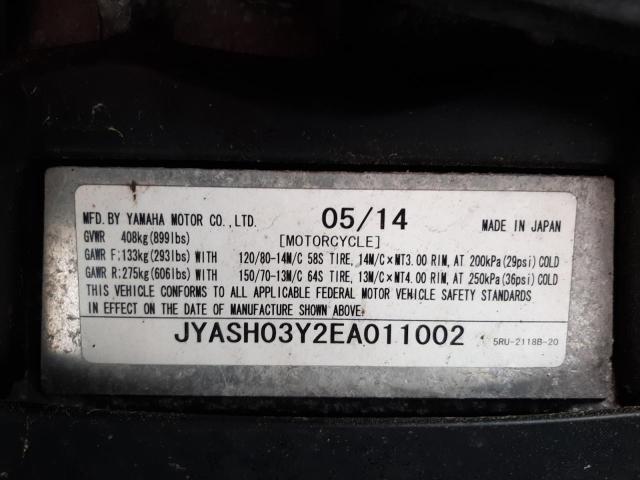 MFD. BY YAMAHA MOTOR CO., LTD. 05/14 MADE IN JAPAN
GVWR 408kg(899lbs) [MOTORCYCLE]
GAWR F:133kg(293lbs) WITH 120/80-14M/C 58S TIRE, 14M/C×MT3.00 RIM, AT 200kPa(29psi) COLD
GAWR R:275kg(606lbs) WITH 150/70-13M/C 64S TIRE, 13M/C×MT4.00 RIM, AT 250kPa(36psi) COLD
THIS VEHICLE CONFORMS TO ALL APPLICABLE FEDERAL MOTOR VEHICLE SAFETY STANDARDS
IN EFFECT ON THE DATE OF MANUFACTURE SHOWN ABOVE.
JYASH03Y2EA011002 5RU-2118B-20